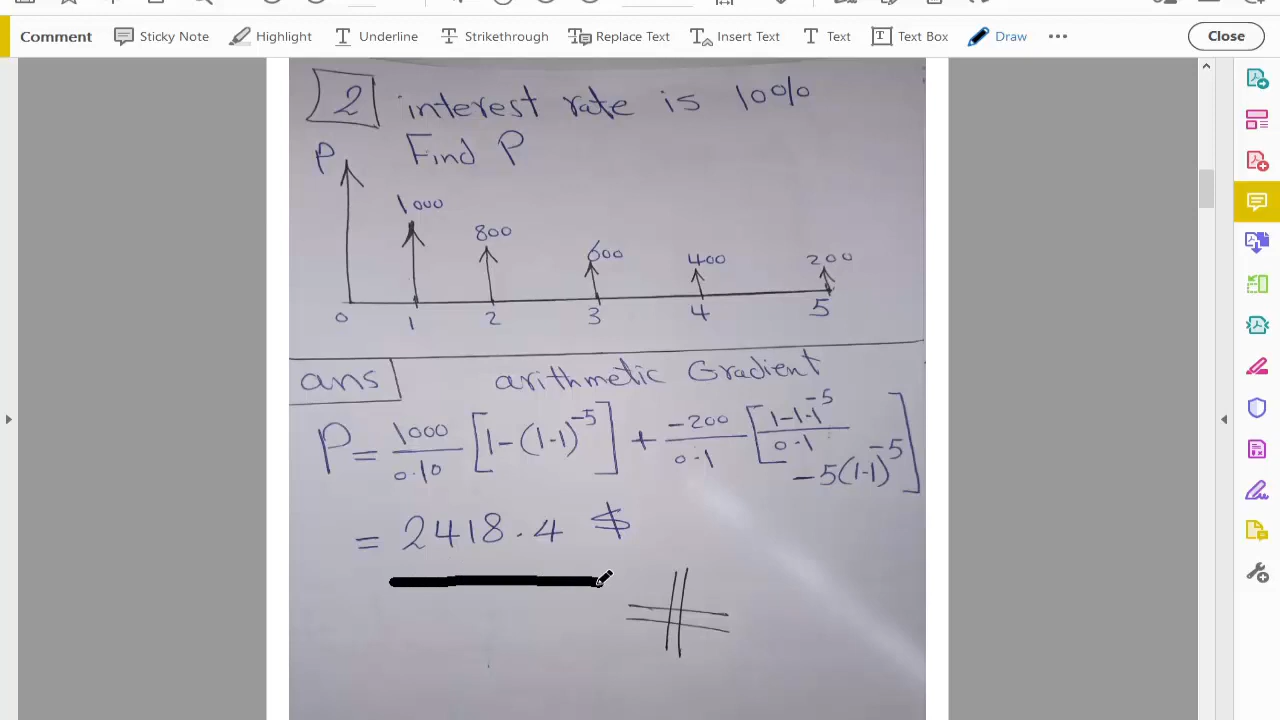 Comment Sticky Note Highlight Underline Strikethrough Replace Text Insert Text Text Text Box Draw Close
2 interest rate is 10%
Find P
P
1000
800
600
400
200
0 1 2 3 4 5
ans arithmetic Gradient
P = 1000/0.10 [1-(1.1)^-5] + -200/0.1 [1-1.1^-5/0.1 -5(1.1)^-5]
= 2418.4 $